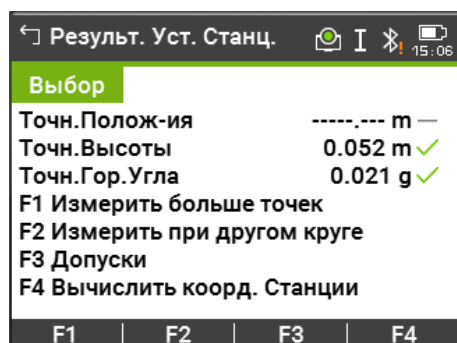 Результ. Уст. Станц. I 15:06
Выбор
Точн.Полож-ия -----.--- m —
Точн.Высоты 0.052 m ✓
Точн.Гор.Угла 0.021 g ✓
F1 Измерить больше точек
F2 Измерить при другом круге
F3 Допуски
F4 Вычислить коорд. Станции
F1 | F2 | F3 | F4